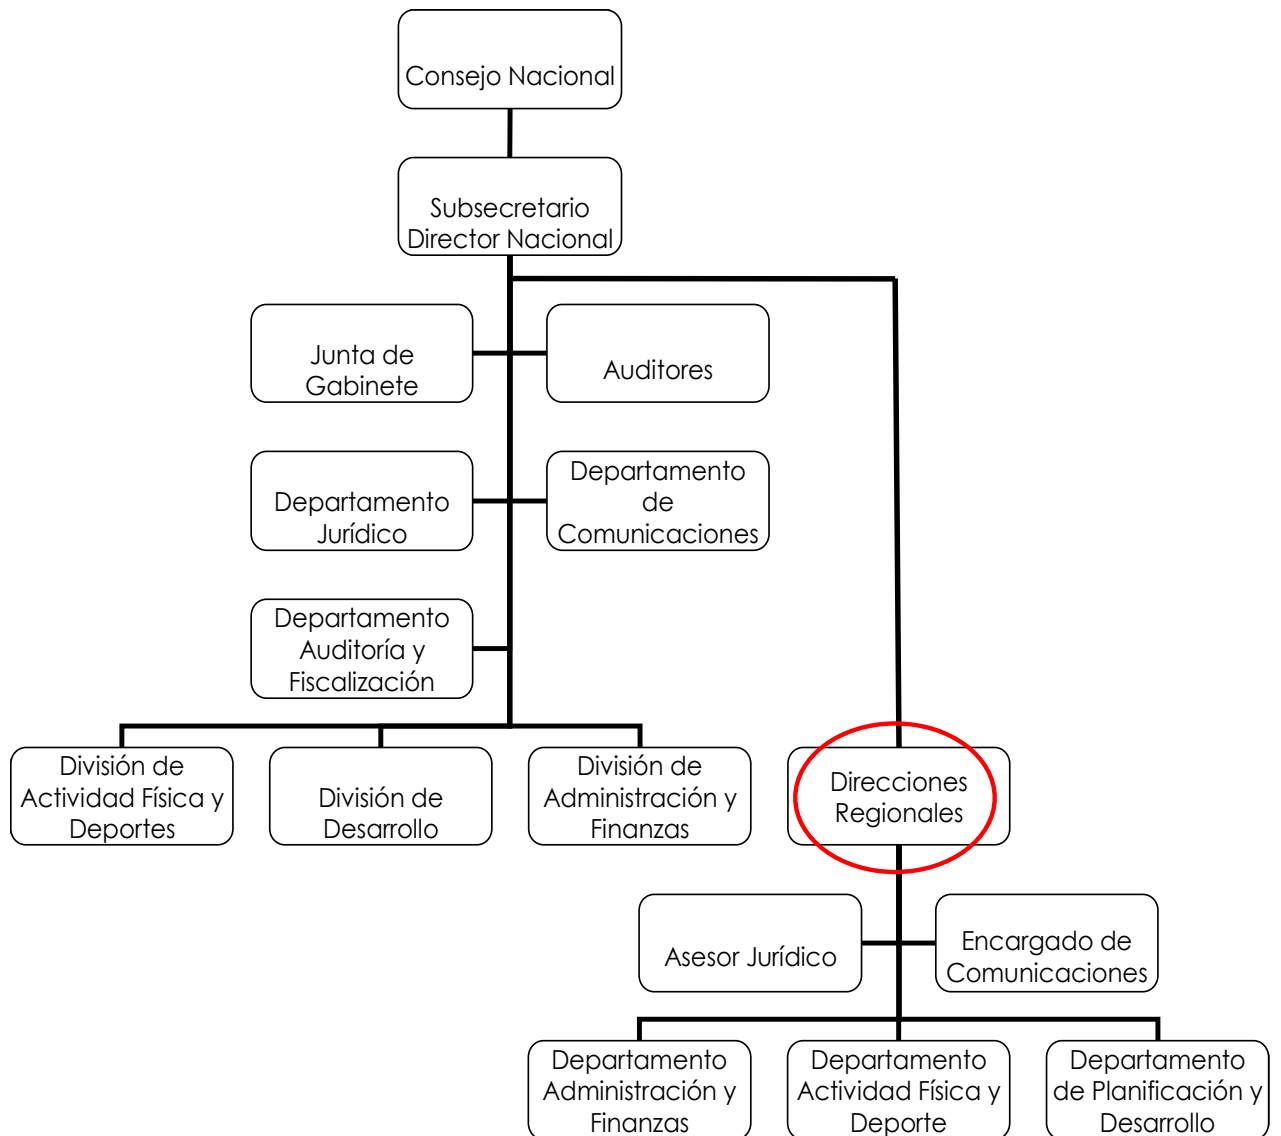 Consejo Nacional
Subsecretario
Director Nacional
Junta de
Gabinete
Auditores
Departamento
Jurídico
Departamento
de
Comunicaciones
Departamento
Auditoría y
Fiscalización
División de
Actividad Física y
Deportes
División de
Desarrollo
División de
Administración y
Finanzas
Direcciones
Regionales
Asesor Jurídico
Encargado de
Comunicaciones
Departamento
Administración y
Finanzas
Departamento
Actividad Física y
Deporte
Departamento
de Planificación y
Desarrollo